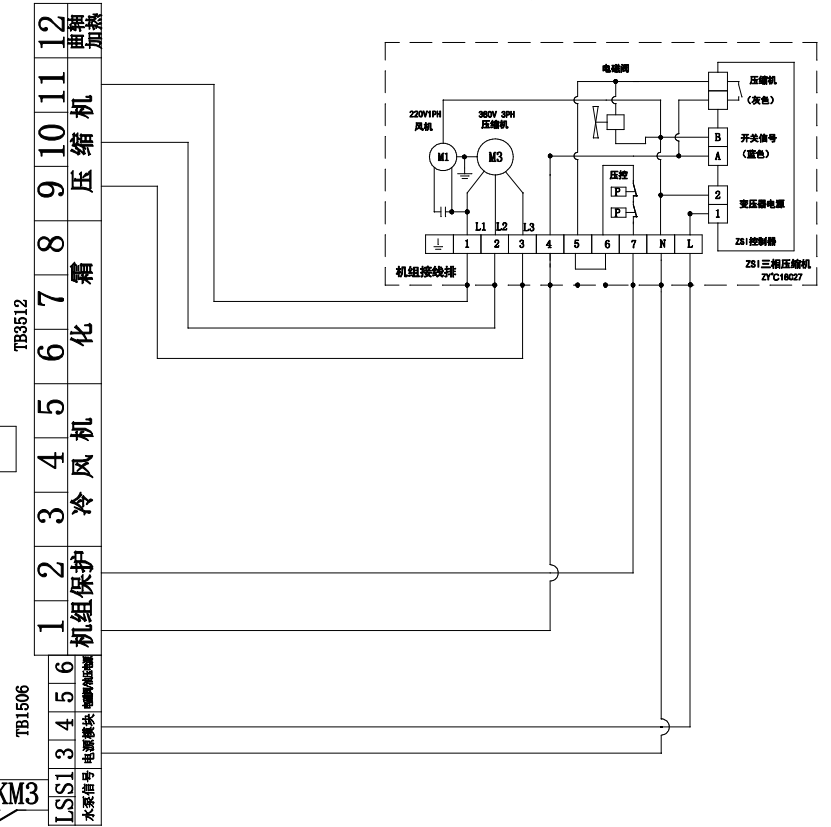 12
曲轴
加热
11
10
9
压缩机
8
7
6
化霜
5
4
3
冷风机
2
1
机组保护
TB3512
6
5
4
电源模块
3
LSS1
水泵信号
TB1506
KM3
电磁阀
压缩机
(灰色)
220V1PH
风机
380V 3PH
压缩机
M1
M3
B
A
开关信号
(蓝色)
压控
P
P
2
1
变压器电源
L1
L2
L3
1
2
3
4
5
6
7
N
L
ZSI控制器
机组接线排
ZSI三相压缩机
ZY℃16027